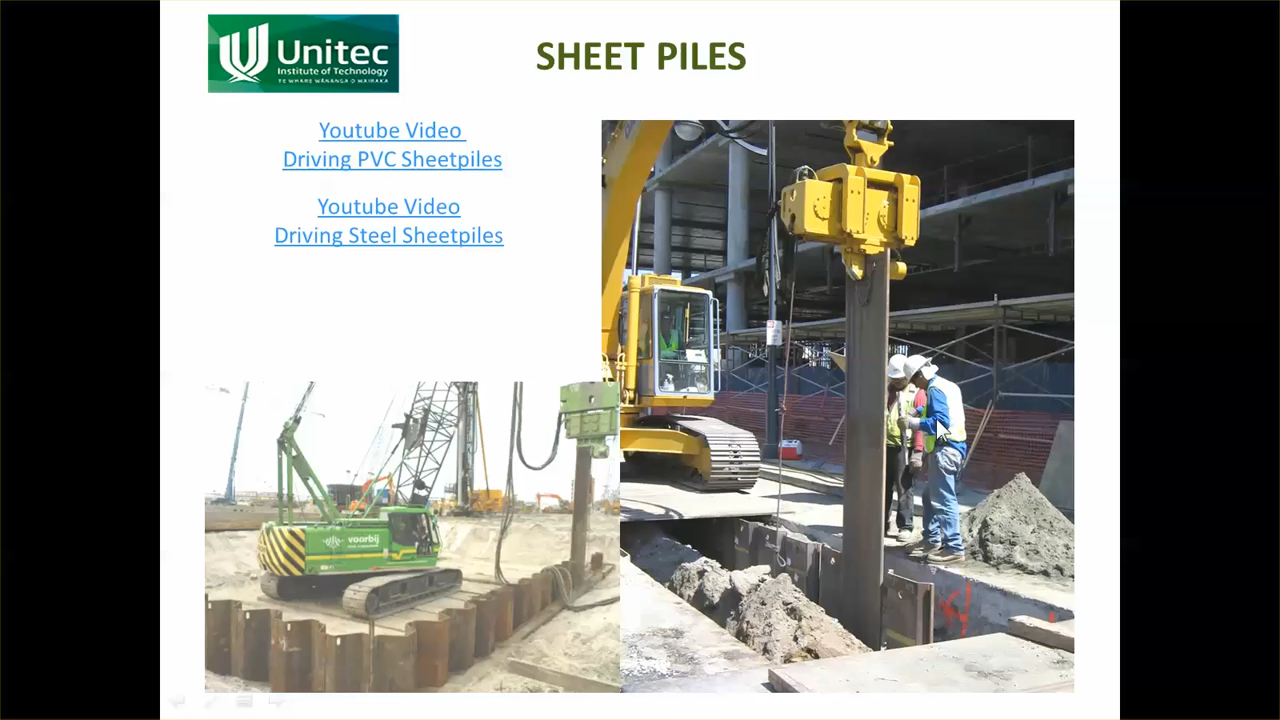 Unitec
Institute of Technology
TE WHARE WĀNANGA O WAIRAKA
SHEET PILES
Youtube Video
Driving PVC Sheetpiles
Youtube Video
Driving Steel Sheetpiles
voorbij